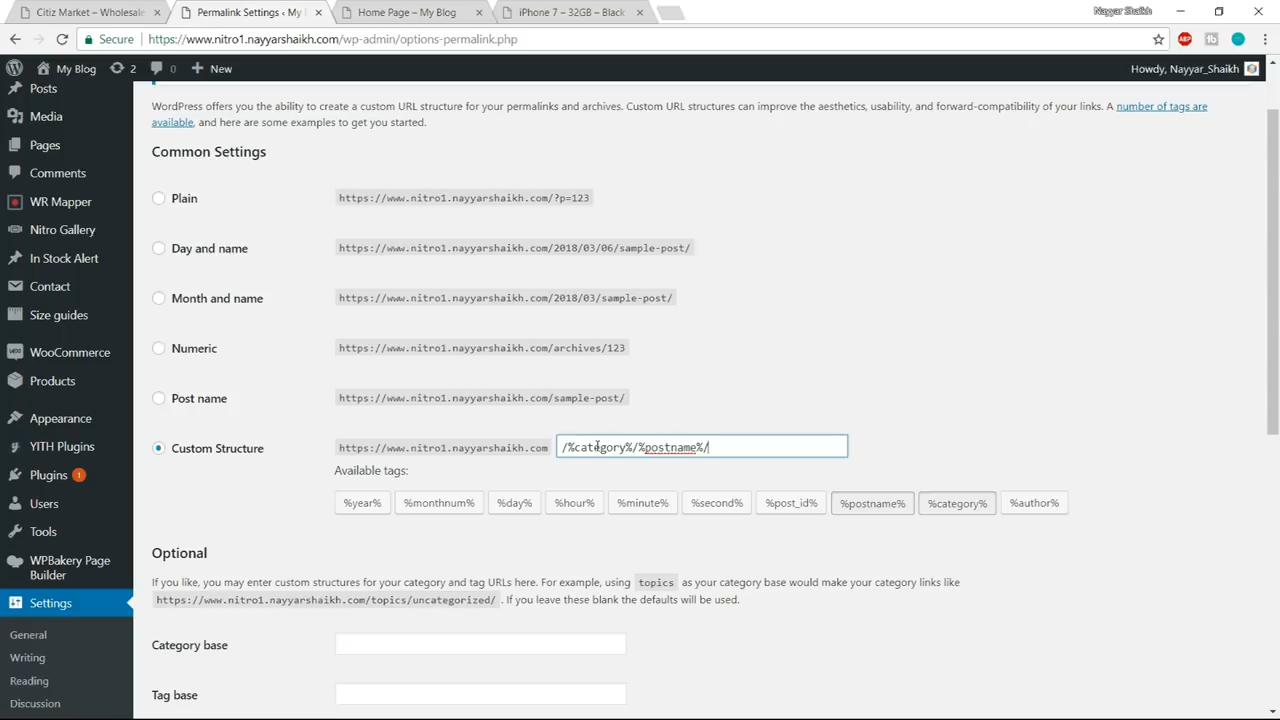 Citiz Market – Wholesale
Permalink Settings ‹ My
Home Page – My Blog
iPhone 7 – 32GB – Black
Nayyar Shaikh
Secure
https://www.nitro1.nayyarshaikh.com/wp-admin/options-permalink.php
ABP
My Blog
2
0
New
Howdy, Nayyar_Shaikh
Posts
Media
Pages
Comments
WR Mapper
Nitro Gallery
In Stock Alert
Contact
Size guides
WooCommerce
Products
Appearance
YITH Plugins
Plugins 1
Users
Tools
WPBakery Page
Builder
Settings
General
Writing
Reading
Discussion
WordPress offers you the ability to create a custom URL structure for your permalinks and archives. Custom URL structures can improve the aesthetics, usability, and forward-compatibility of your links. A number of tags are
available, and here are some examples to get you started.
Common Settings
Plain https://www.nitro1.nayyarshaikh.com/?p=123
Day and name https://www.nitro1.nayyarshaikh.com/2018/03/06/sample-post/
Month and name https://www.nitro1.nayyarshaikh.com/2018/03/sample-post/
Numeric https://www.nitro1.nayyarshaikh.com/archives/123
Post name https://www.nitro1.nayyarshaikh.com/sample-post/
Custom Structure https://www.nitro1.nayyarshaikh.com /%category%/%postname%/
Available tags:
%year% %monthnum% %day% %hour% %minute% %second% %post_id% %postname% %category% %author%
Optional
If you like, you may enter custom structures for your category and tag URLs here. For example, using topics as your category base would make your category links like
https://www.nitro1.nayyarshaikh.com/topics/uncategorized/ . If you leave these blank the defaults will be used.
Category base
Tag base